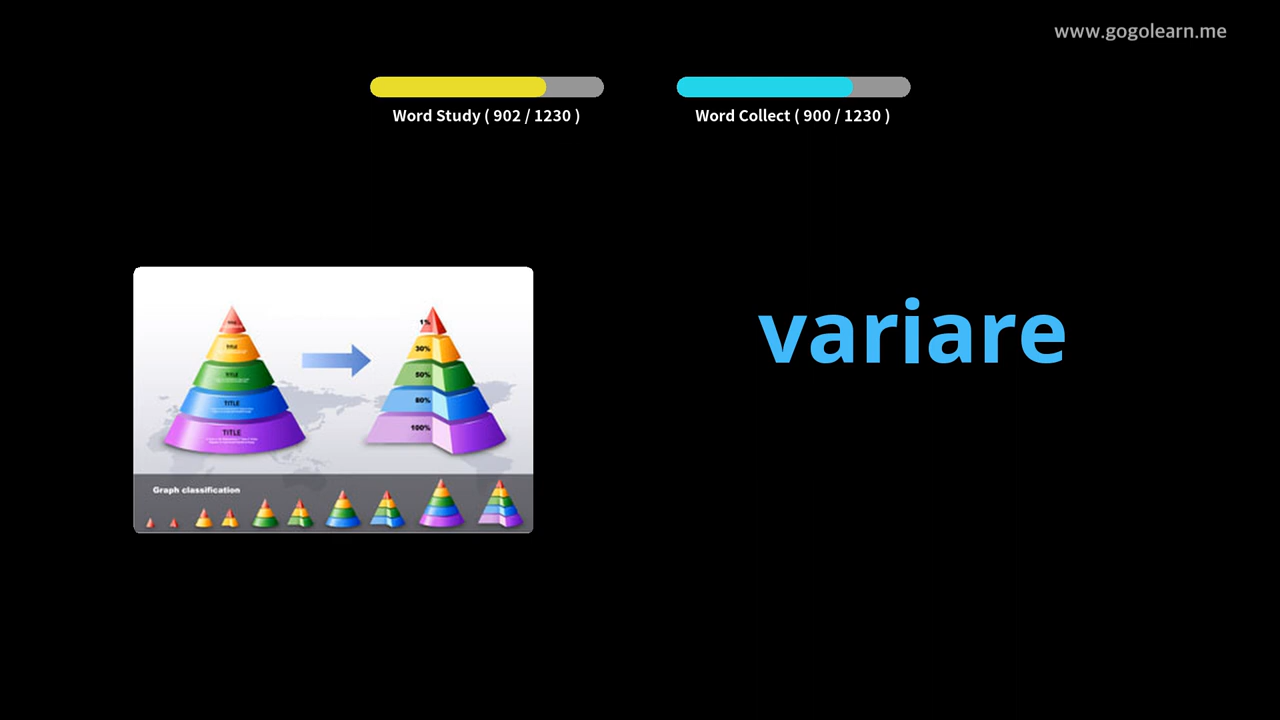 www.gogolearn.me
Word Study ( 902 / 1230 )
Word Collect ( 900 / 1230 )
variare
1%
TITLE
30%
TITLE
50%
TITLE
80%
TITLE
100%
Graph classification